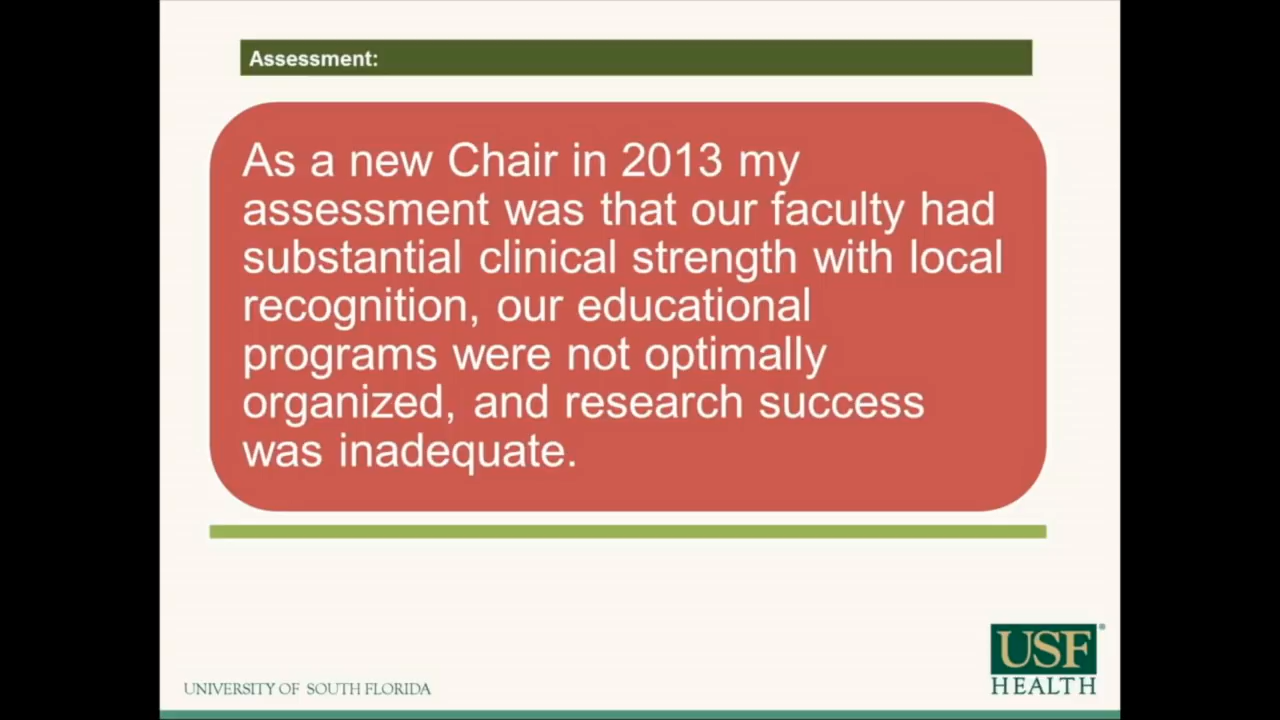 Assessment:
As a new Chair in 2013 my
assessment was that our faculty had
substantial clinical strength with local
recognition, our educational
programs were not optimally
organized, and research success
was inadequate.
USF®
HEALTH
UNIVERSITY OF SOUTH FLORIDA